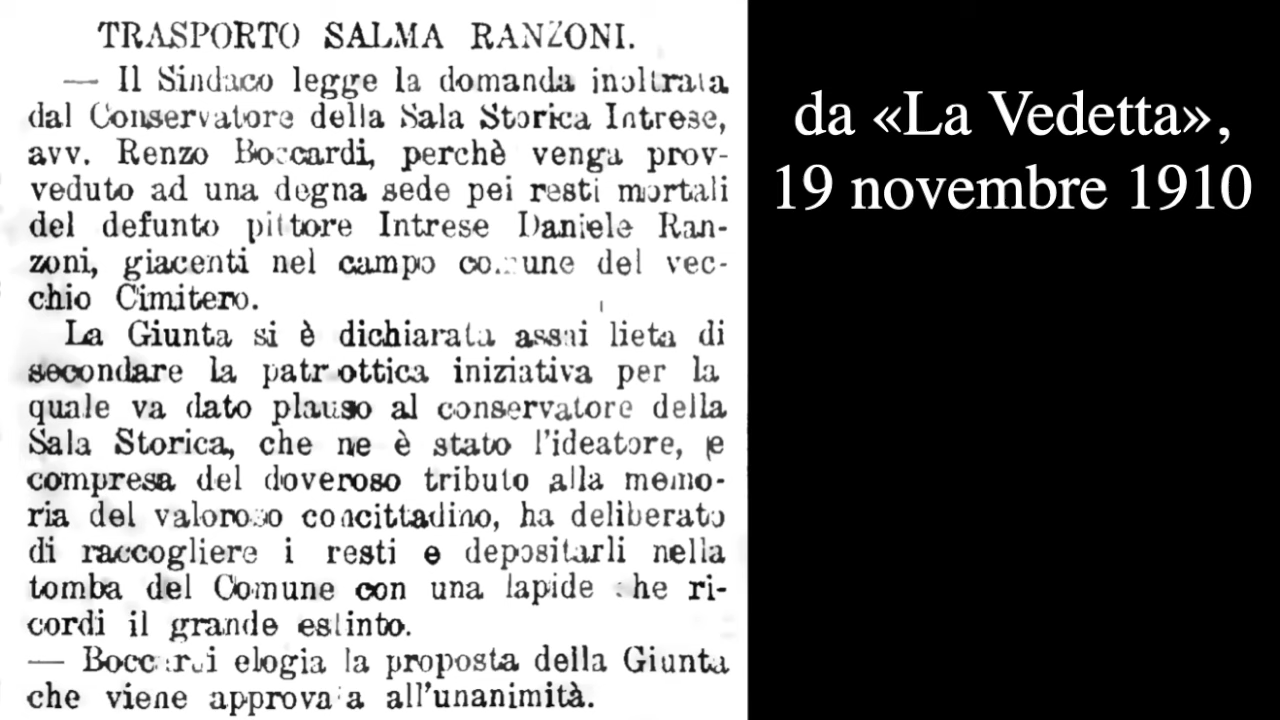 TRASPORTO SALMA RANZONI.
— Il Sindaco legge la domanda inoltrata
dal Conservatore della Sala Storica Intrese,
avv. Renzo Boccardi, perchè venga prov-
veduto ad una degna sede pei resti mortali
del defunto pittore Intrese Daniele Ran-
zoni, giacenti nel campo comune del vec-
chio Cimitero.
La Giunta si è dichiarata assai lieta di
secondare la patriottica iniziativa per la
quale va dato plauso al conservatore della
Sala Storica, che ne è stato l'ideatore, e
compresa del doveroso tributo alla memo-
ria del valoroso concittadino, ha deliberato
di raccogliere i resti e depositarli nella
tomba del Comune con una lapide che ri-
cordi il grande estinto.
— Boccardi elogia la proposta della Giunta
che viene approvata all'unanimità.
da «La Vedetta»,
19 novembre 1910